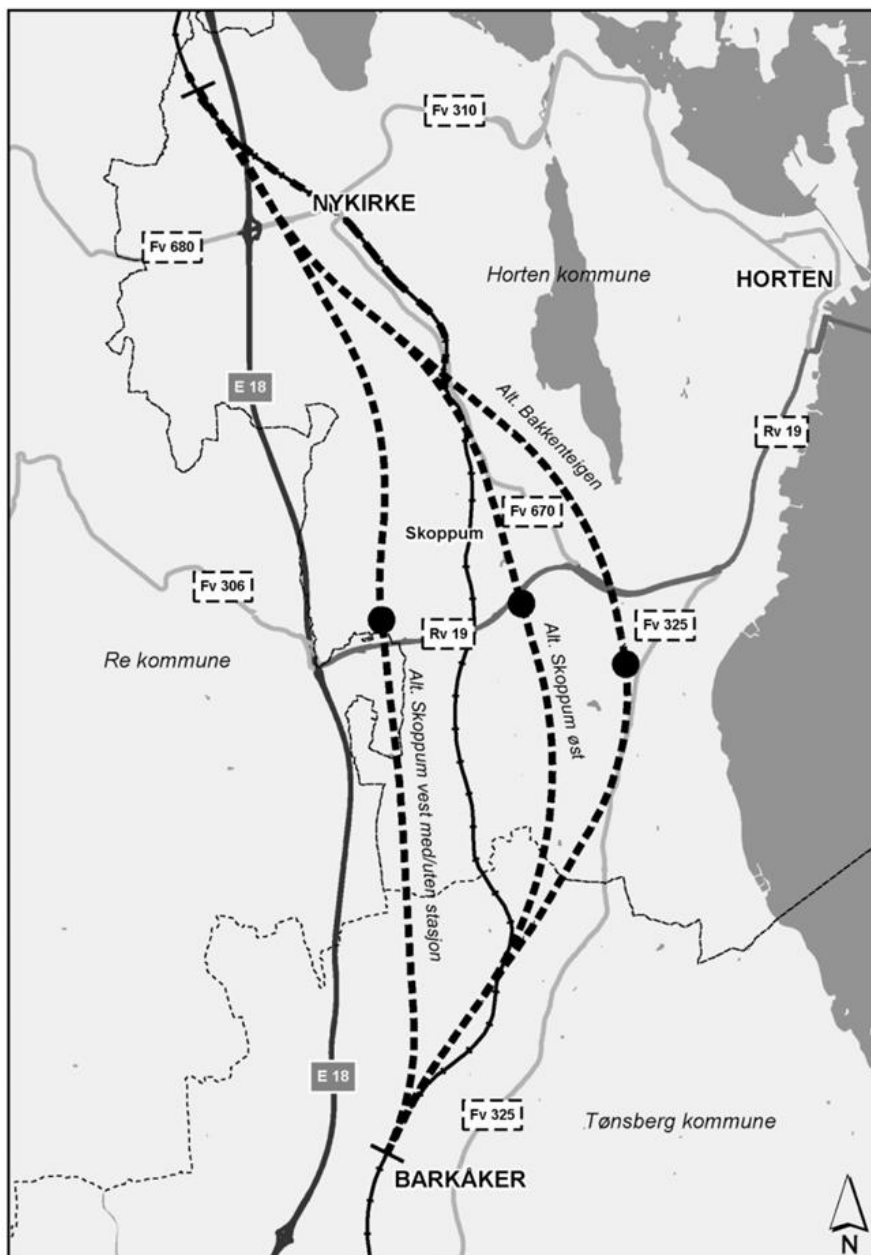 Fv 310
NYKIRKE
Fv 680
Horten kommune
HORTEN
E 18
Alt. Bakkenteigen
Rv 19
Fv 670
Skoppum
Fv 306
Rv 19
Fv 325
Re kommune
Alt. Skoppum øst
Alt. Skoppum vest med/uten stasjon
E 18
Fv 325
Tønsberg kommune
BARKÅKER
N